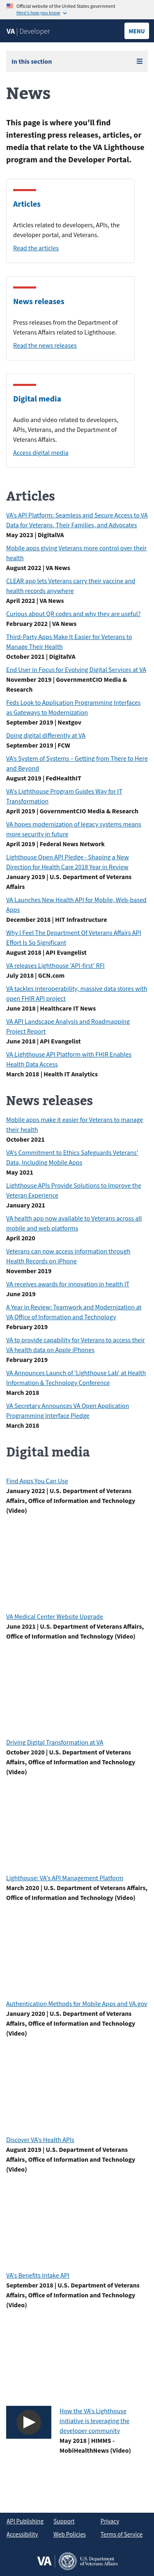 Official website of the United States government
Here's how you know
VA | Developer
MENU
In this section
News
This page is where you'll find
interesting press releases, articles, or
media that relate to the VA Lighthouse
program and the Developer Portal.
Articles
Articles related to developers, APIs, the
developer portal, and Veterans.
Read the articles
News releases
Press releases from the Department of
Veterans Affairs related to Lighthouse.
Read the news releases
Digital media
Audio and video related to developers,
APIs, Veterans, and the Department of
Veterans Affairs.
Access digital media
Articles
VA's API Platform: Seamless and Secure Access to VA
Data for Veterans, Their Families, and Advocates
May 2023 | DigitalVA
Mobile apps giving Veterans more control over their
health
August 2022 | VA News
CLEAR app lets Veterans carry their vaccine and
health records anywhere
April 2022 | VA News
Curious about QR codes and why they are useful?
February 2022 | VA News
Third-Party Apps Make It Easier for Veterans to
Manage Their Health
October 2021 | DigitalVA
End User in Focus for Evolving Digital Services at VA
November 2019 | GovernmentCIO Media &
Research
Feds Look to Application Programming Interfaces
as Gateways to Modernization
September 2019 | Nextgov
Doing digital differently at VA
September 2019 | FCW
VA's System of Systems – Getting from There to Here
and Beyond
August 2019 | FedHealthIT
VA's Lighthouse Program Guides Way for IT
Transformation
April 2019 | GovernmentCIO Media & Research
VA hopes modernization of legacy systems means
more security in future
April 2019 | Federal News Network
Lighthouse Open API Pledge - Shaping a New
Direction for Health Care 2018 Year in Review
January 2019 | U.S. Department of Veterans
Affairs
VA Launches New Health API for Mobile, Web-based
Apps
December 2018 | HIT Infrastructure
Why I Feel The Department Of Veterans Affairs API
Effort Is So Significant
August 2018 | API Evangelist
VA releases Lighthouse 'API-first' RFI
July 2018 | GCN.com
VA tackles interoperability, massive data stores with
open FHIR API project
June 2018 | Healthcare IT News
VA API Landscape Analysis and Roadmapping
Project Report
June 2018 | API Evangelist
VA Lighthouse API Platform with FHIR Enables
Health Data Access
March 2018 | Health IT Analytics
News releases
Mobile apps make it easier for Veterans to manage
their health
October 2021
VA's Commitment to Ethics Safeguards Veterans'
Data, Including Mobile Apps
May 2021
Lighthouse APIs Provide Solutions to Improve the
Veteran Experience
January 2021
VA health app now available to Veterans across all
mobile and web platforms
April 2020
Veterans can now access information through
Health Records on iPhone
November 2019
VA receives awards for innovation in health IT
June 2019
A Year in Review: Teamwork and Modernization at
VA Office of Information and Technology
February 2019
VA to provide capability for Veterans to access their
VA health data on Apple iPhones
February 2019
VA Announces Launch of 'Lighthouse Lab' at Health
Information & Technology Conference
March 2018
VA Secretary Announces VA Open Application
Programming Interface Pledge
March 2018
Digital media
Find Apps You Can Use
January 2022 | U.S. Department of Veterans
Affairs, Office of Information and Technology
(Video)
VA Medical Center Website Upgrade
June 2021 | U.S. Department of Veterans Affairs,
Office of Information and Technology (Video)
Driving Digital Transformation at VA
October 2020 | U.S. Department of Veterans
Affairs, Office of Information and Technology
(Video)
Lighthouse: VA's API Management Platform
March 2020 | U.S. Department of Veterans Affairs,
Office of Information and Technology (Video)
Authentication Methods for Mobile Apps and VA.gov
January 2020 | U.S. Department of Veterans
Affairs, Office of Information and Technology
(Video)
Discover VA's Health APIs
August 2019 | U.S. Department of Veterans
Affairs, Office of Information and Technology
(Video)
VA's Benefits Intake API
September 2018 | U.S. Department of Veterans
Affairs, Office of Information and Technology
(Video)
How the VA's Lighthouse
initiative is leveraging the
developer community
May 2018 | HIMMS -
MobiHealthNews (Video)
API Publishing Support Privacy
Accessibility Web Policies Terms of Service
VA U.S. Department of Veterans Affairs